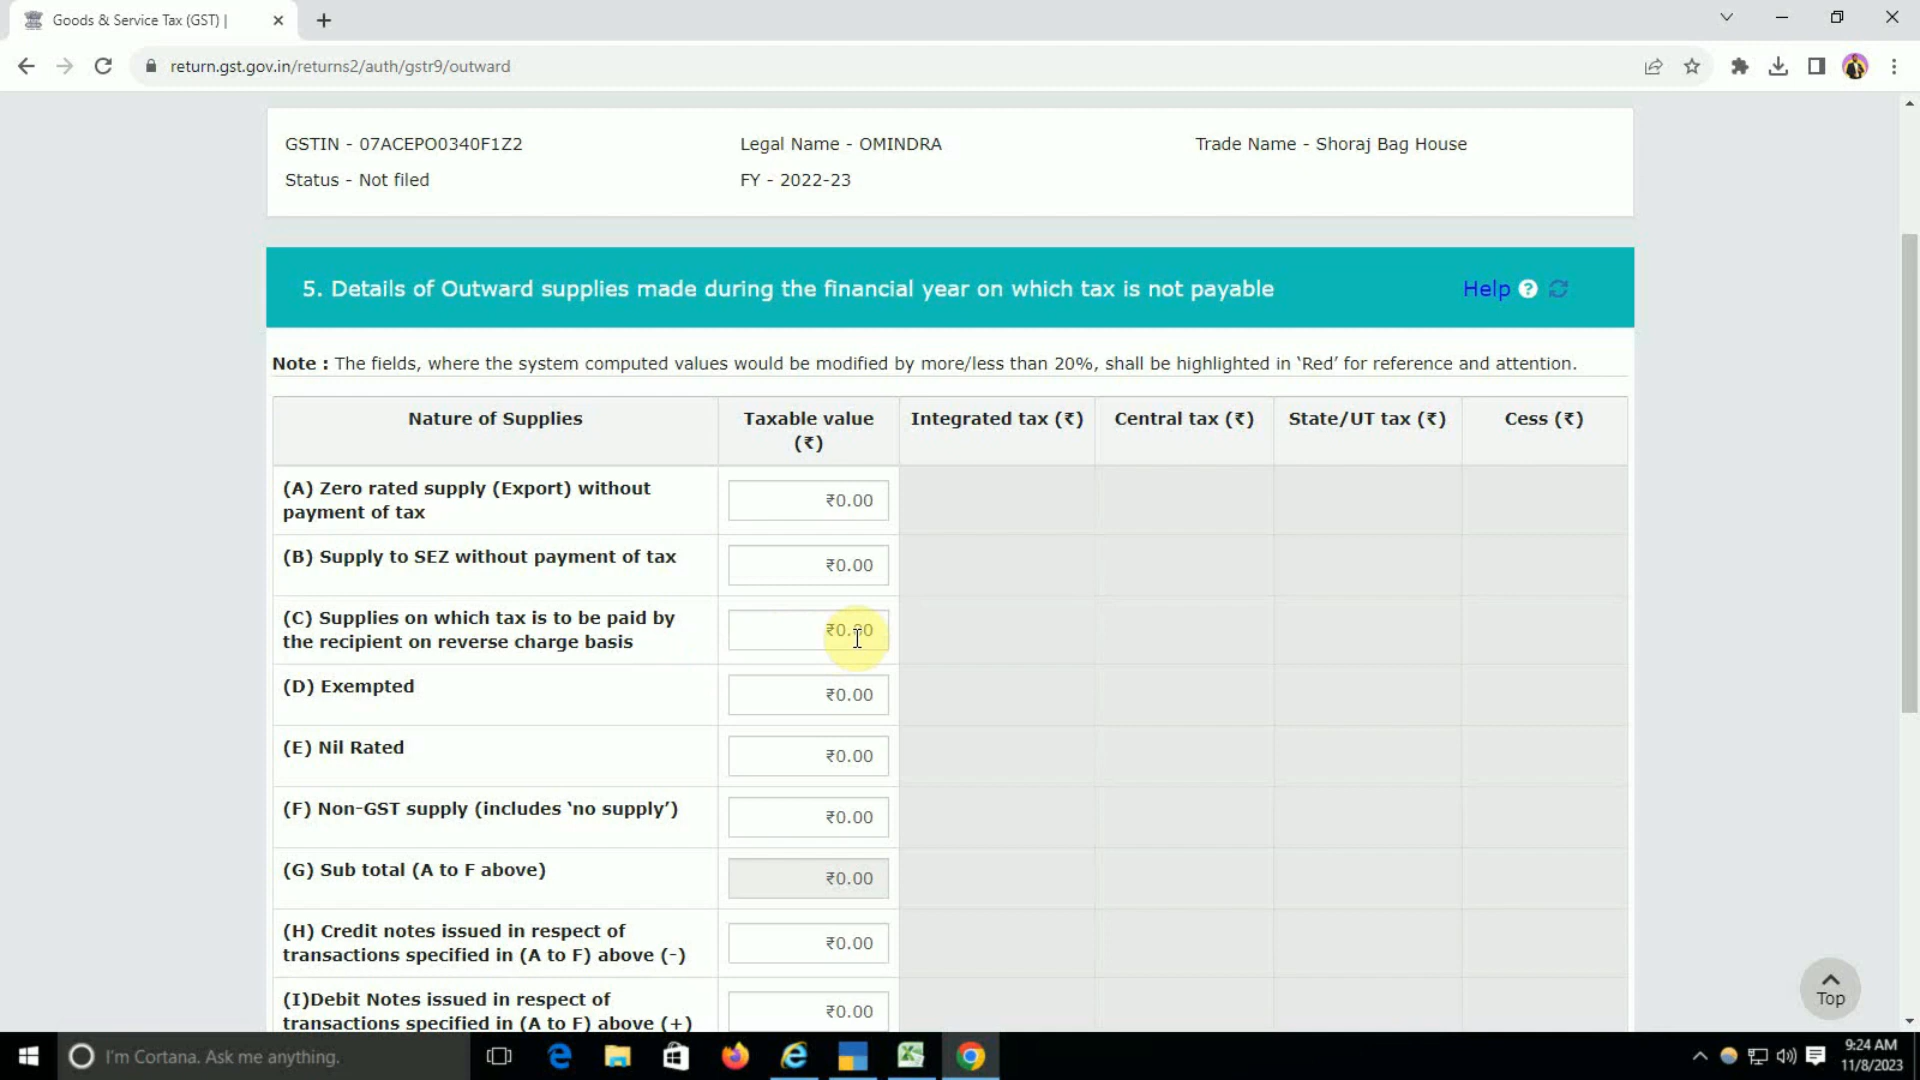 Goods & Service Tax (GST) |
return.gst.gov.in/returns2/auth/gstr9/outward
GSTIN - 07ACEPO0340F1Z2
Legal Name - OMINDRA
Trade Name - Shoraj Bag House
Status - Not filed
FY - 2022-23
5. Details of Outward supplies made during the financial year on which tax is not payable
Help ?
Note : The fields, where the system computed values would be modified by more/less than 20%, shall be highlighted in ‘Red’ for reference and attention.
Nature of Supplies
Taxable value
(₹)
Integrated tax (₹)
Central tax (₹)
State/UT tax (₹)
Cess (₹)
(A) Zero rated supply (Export) without
payment of tax
₹0.00
(B) Supply to SEZ without payment of tax
₹0.00
(C) Supplies on which tax is to be paid by
the recipient on reverse charge basis
₹0.00
(D) Exempted
₹0.00
(E) Nil Rated
₹0.00
(F) Non-GST supply (includes ‘no supply’)
₹0.00
(G) Sub total (A to F above)
₹0.00
(H) Credit notes issued in respect of
transactions specified in (A to F) above (-)
₹0.00
(I)Debit Notes issued in respect of
transactions specified in (A to F) above (+)
₹0.00
Top
I'm Cortana. Ask me anything.
9:24 AM
11/8/2023